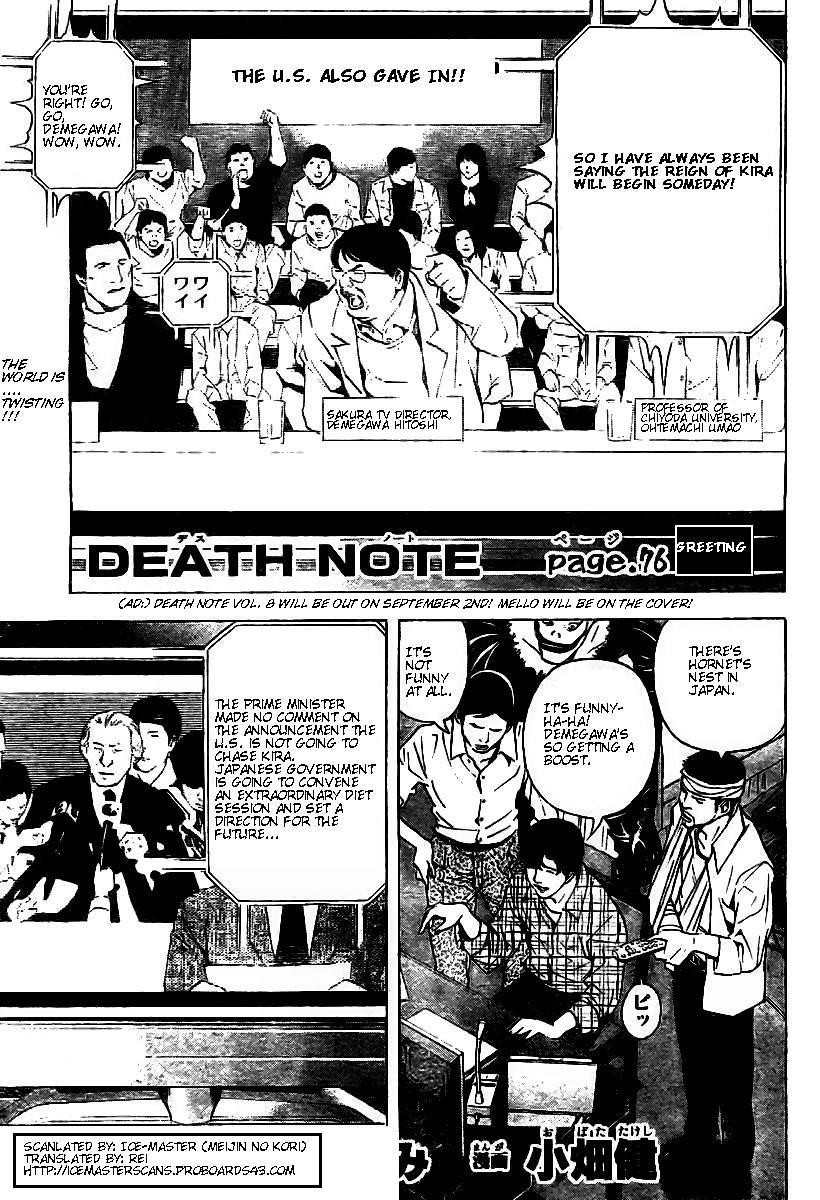 THE U.S. ALSO GAVE IN!!
YOU'RE
RIGHT! GO,
GO,
DEMEGAWA!
WOW, WOW.
SO I HAVE ALWAYS BEEN
SAYING THE REIGN OF KIRA
WILL BEGIN SOMEDAY!
ワワ
イイ
THE
WORLD IS
....
TWISTING
!!!
SAKURA TV DIRECTOR,
DEMEGAWA HITOSHI
PROFESSOR OF
CHIYODA UNIVERSITY,
OHTEMACHI UMAO
デス ノート ページ
DEATH NOTE page.76 GREETING
(AD:) DEATH NOTE VOL. 8 WILL BE OUT ON SEPTEMBER 2ND! MELLO WILL BE ON THE COVER!
THE PRIME MINISTER
MADE NO COMMENT ON
THE ANNOUNCEMENT THE
U.S. IS NOT GOING TO
CHASE KIRA.
JAPANESE GOVERNMENT
IS GOING TO CONVENE
AN EXTRAORDINARY DIET
SESSION AND SET A
DIRECTION FOR THE
FUTURE...
IT'S
NOT
FUNNY
AT ALL.
IT'S FUNNY-
HA-HA!
DEMEGAWA'S
SO GETTING A
BOOST.
THERE'S
HORNET'S
NEST IN
JAPAN.
ピッ
まんが お ばた たけし
み 漫画 小畑健
SCANLATED BY: ICE-MASTER (MEIJIN NO KORI)
TRANSLATED BY: REI
HTTP://ICEMASTERSCANS.PROBOARDS43.COM